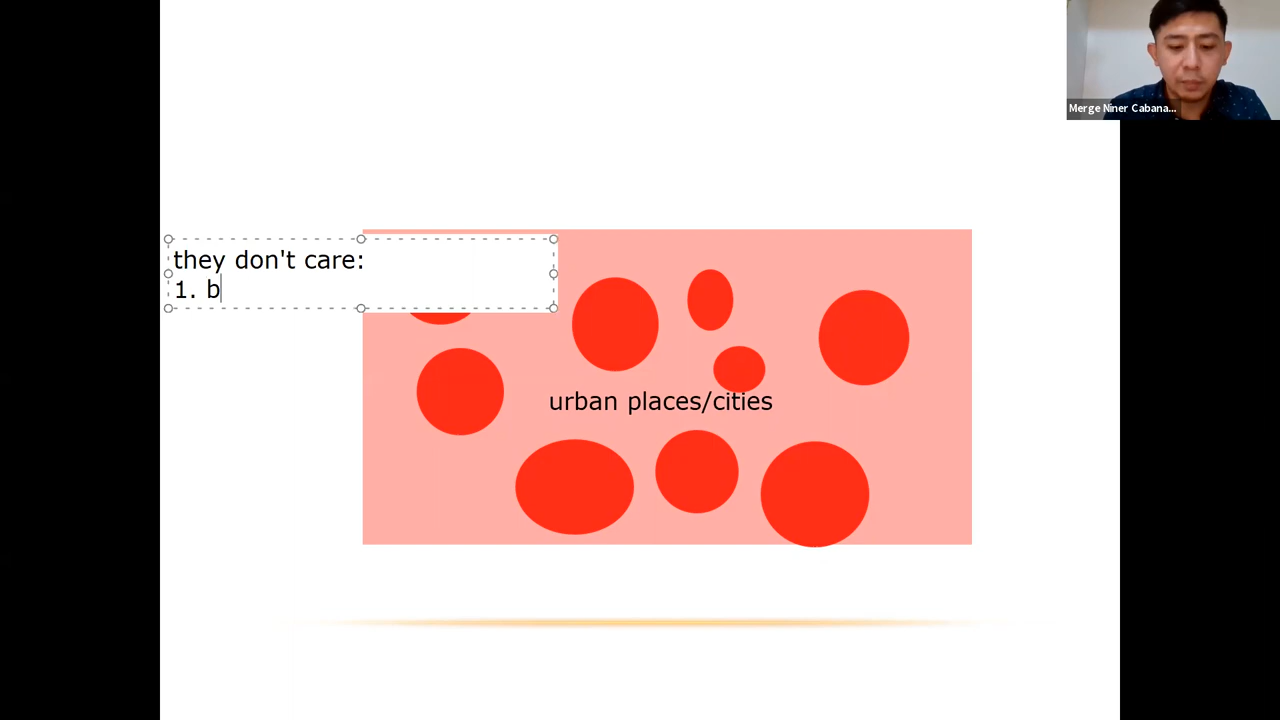 Merge Niner Cabana...
they don't care:
1. b
urban places/cities